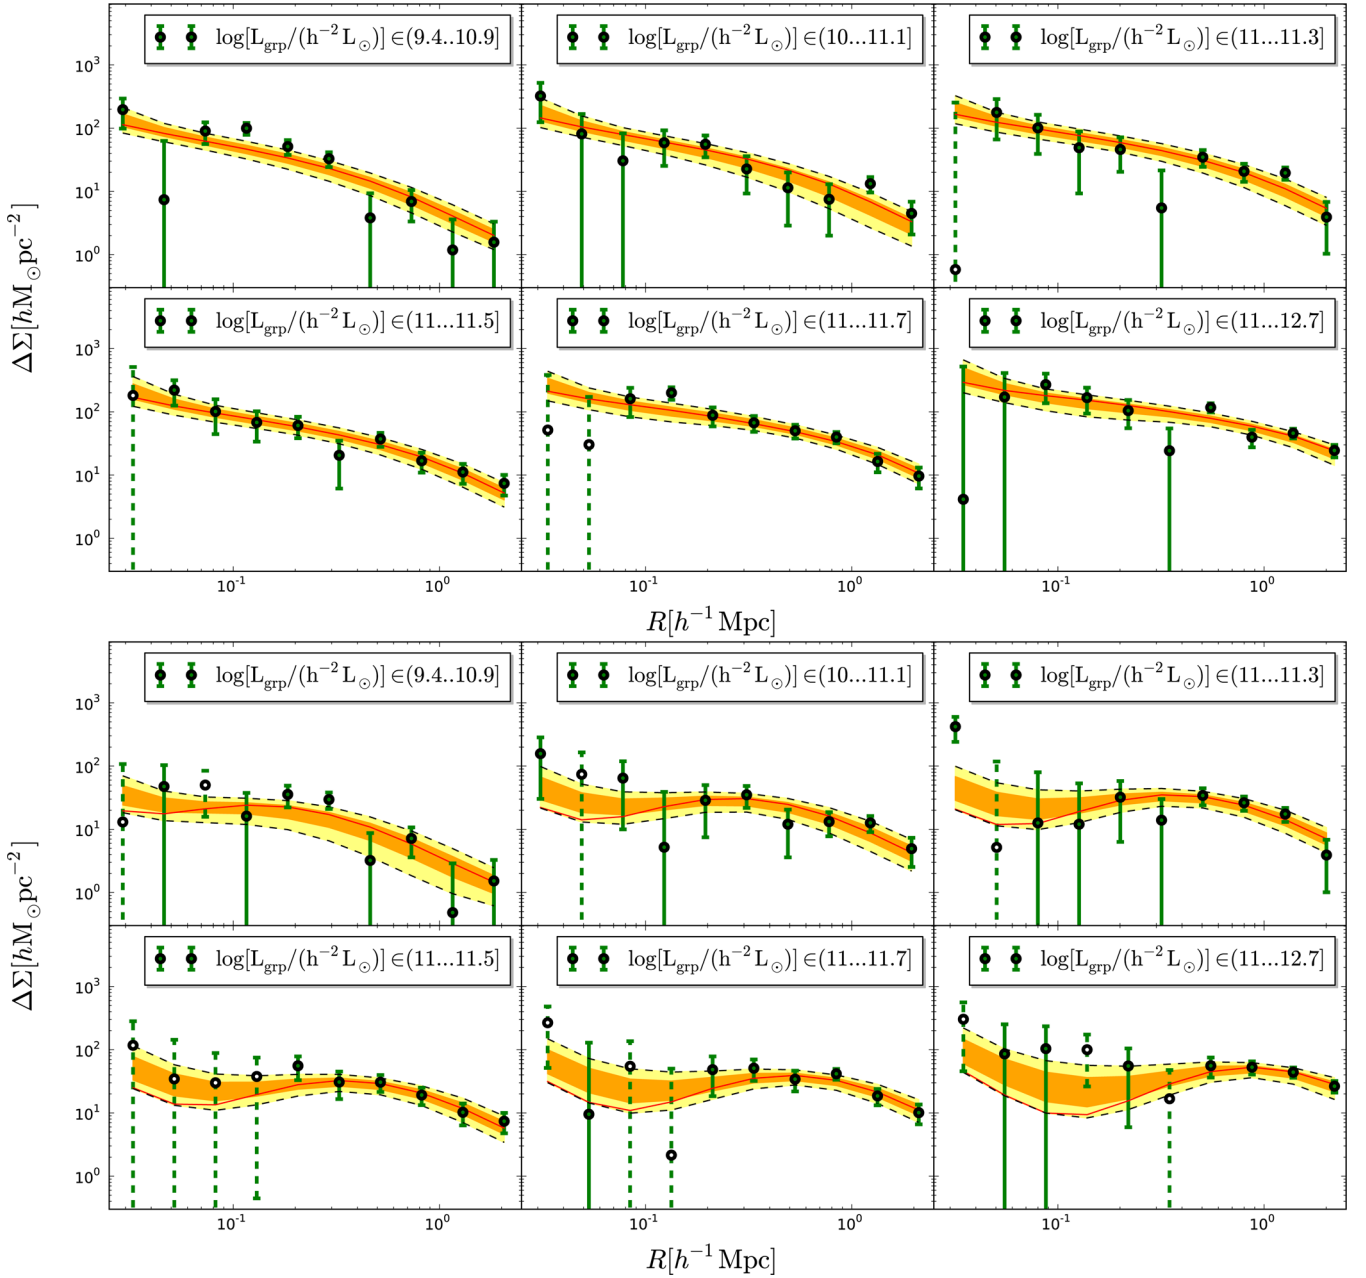 log[L_grp/(h^−2 L_⊙)] ∈(9.4..10.9]
log[L_grp/(h^−2 L_⊙)] ∈(10...11.1]
log[L_grp/(h^−2 L_⊙)] ∈(11...11.3]
10^3
10^2
10^1
10^0
log[L_grp/(h^−2 L_⊙)] ∈(11...11.5]
log[L_grp/(h^−2 L_⊙)] ∈(11...11.7]
log[L_grp/(h^−2 L_⊙)] ∈(11...12.7]
10^3
10^2
10^1
10^0
ΔΣ[hM_⊙pc^−2]
10^−1 10^0 10^−1 10^0 10^−1 10^0
R[h^−1 Mpc]
log[L_grp/(h^−2 L_⊙)] ∈(9.4..10.9]
log[L_grp/(h^−2 L_⊙)] ∈(10...11.1]
log[L_grp/(h^−2 L_⊙)] ∈(11...11.3]
10^3
10^2
10^1
10^0
log[L_grp/(h^−2 L_⊙)] ∈(11...11.5]
log[L_grp/(h^−2 L_⊙)] ∈(11...11.7]
log[L_grp/(h^−2 L_⊙)] ∈(11...12.7]
10^3
10^2
10^1
10^0
ΔΣ[hM_⊙pc^−2]
10^−1 10^0 10^−1 10^0 10^−1 10^0
R[h^−1 Mpc]